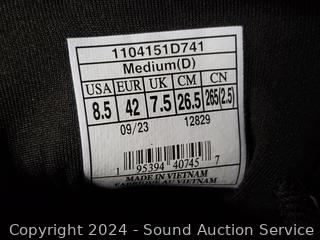 1104151D741
Medium(D)
USA EUR UK CM CN
8.5 42 7.5 26.5 265(2.5)
09/23 12829
1 95394 40745 7
MADE IN VIETNAM
FABRIQUÉ AU VIETNAM
Copyright 2024 - Sound Auction Service